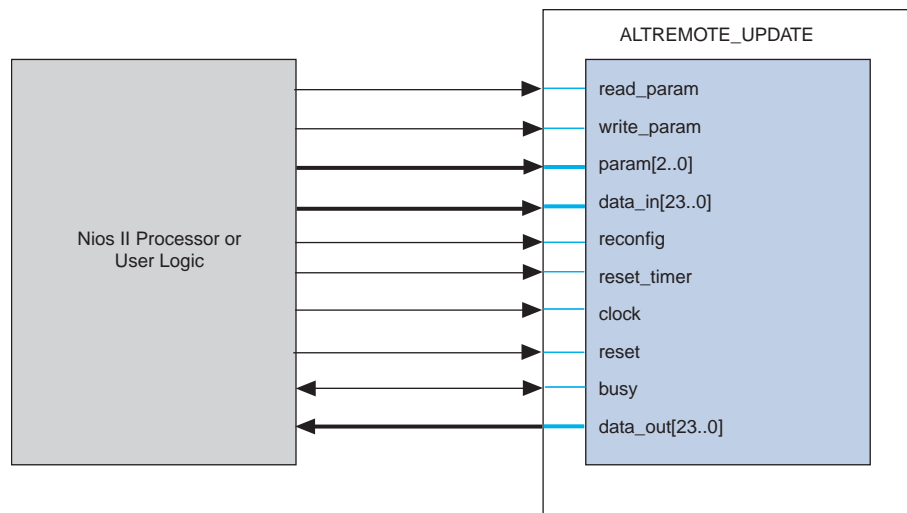 ALTREMOTE_UPDATE
Nios II Processor or
User Logic
read_param
write_param
param[2..0]
data_in[23..0]
reconfig
reset_timer
clock
reset
busy
data_out[23..0]